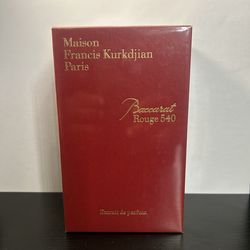 Maison
Francis Kurkdjian
Paris
Baccarat
Rouge 540
Extrait de parfum